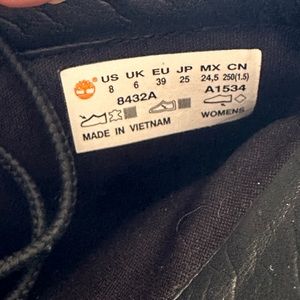 US UK EU JP MX CN
8 6 39 25 24,5 250(1.5)
8432A A1534
MADE IN VIETNAM WOMENS